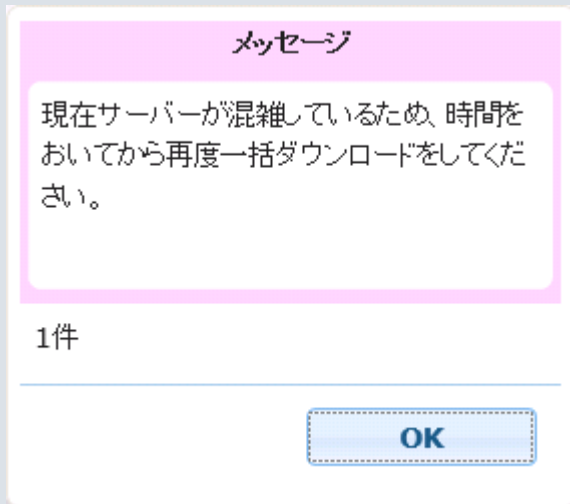 メッセージ
現在サーバーが混雑しているため、時間を
おいてから再度一括ダウンロードをしてくだ
さい。
1件
OK